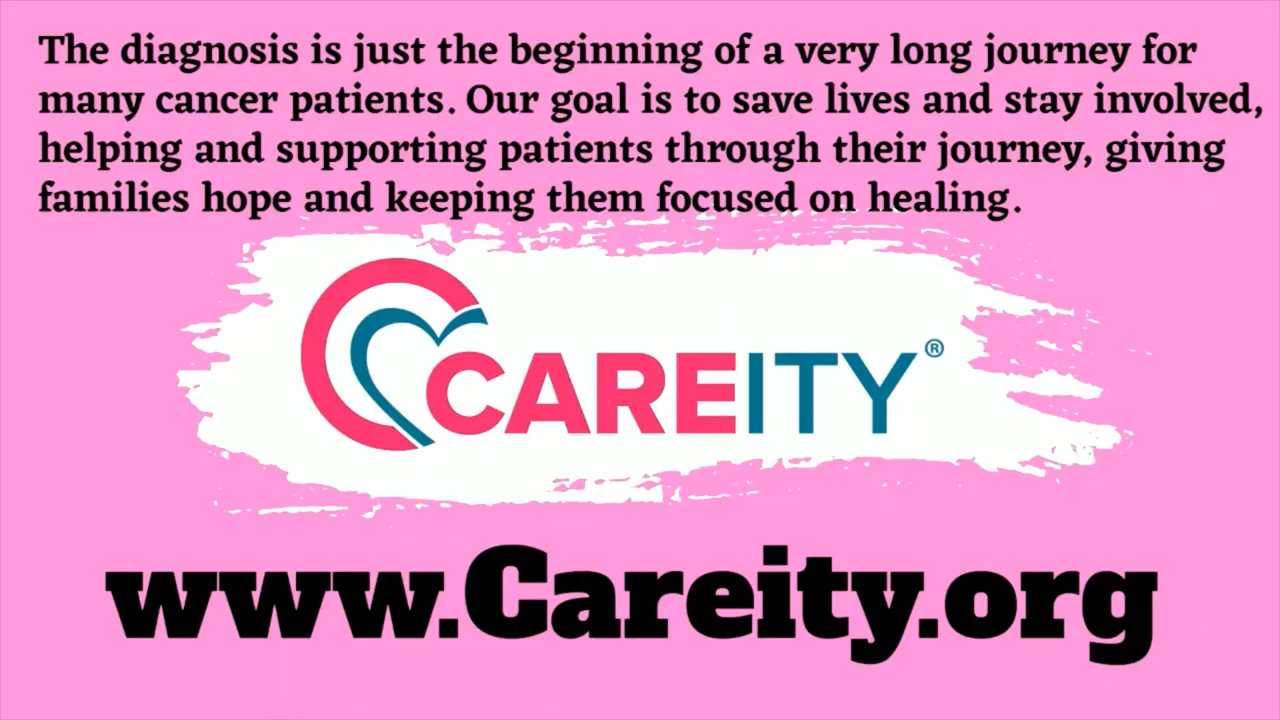 The diagnosis is just the beginning of a very long journey for
many cancer patients. Our goal is to save lives and stay involved,
helping and supporting patients through their journey, giving
families hope and keeping them focused on healing.
CAREITY®
www.Careity.org